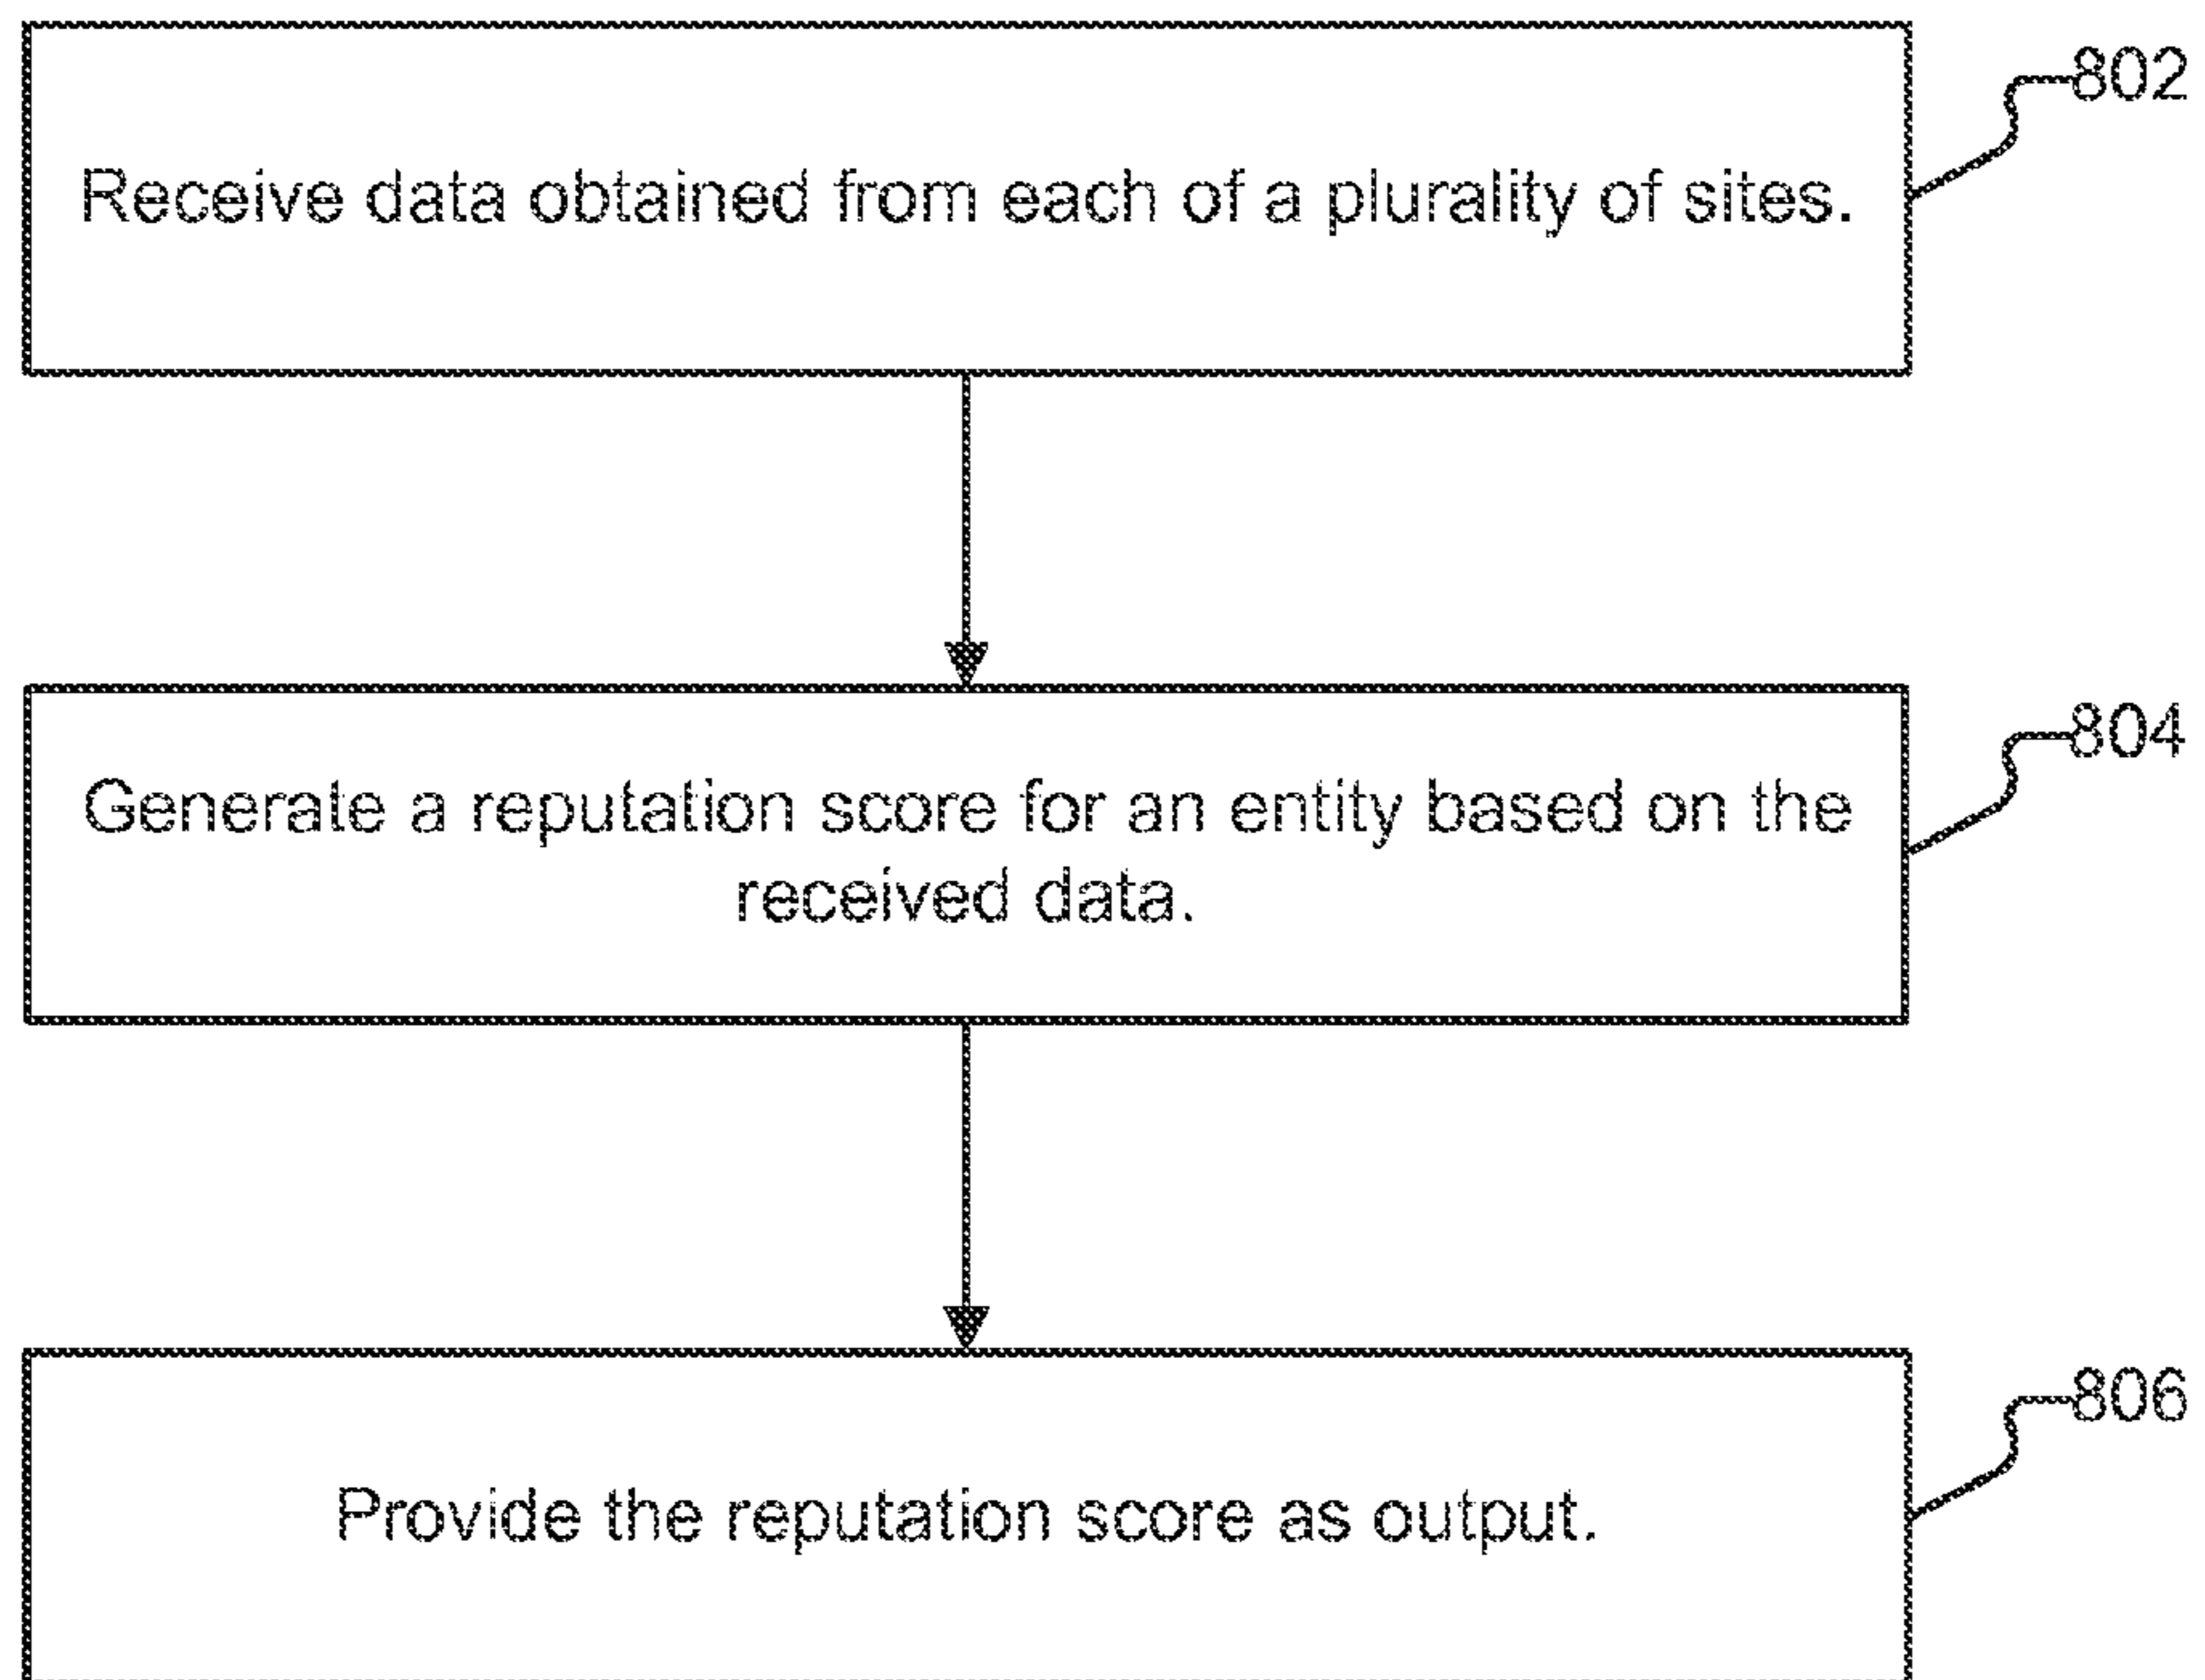 802
Receive data obtained from each of a plurality of sites.
804
Generate a reputation score for an entity based on the
received data.
806
Provide the reputation score as output.